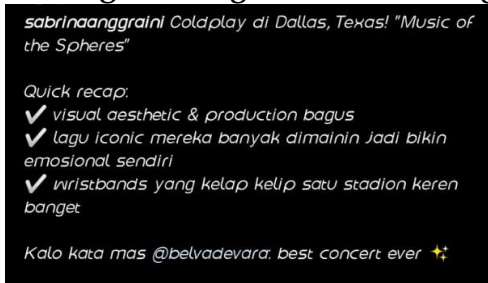 sabrinaanggraini Coldplay di Dallas, Texas! "Music of
the Spheres"
Quick recap:
✔ visual aesthetic & production bagus
✔ lagu iconic mereka banyak dimainin jadi bikin
emosional sendiri
✔ wristbands yang kelap kelip satu stadion keren
banget
Kalo kata mas @belvadevara: best concert ever ✨